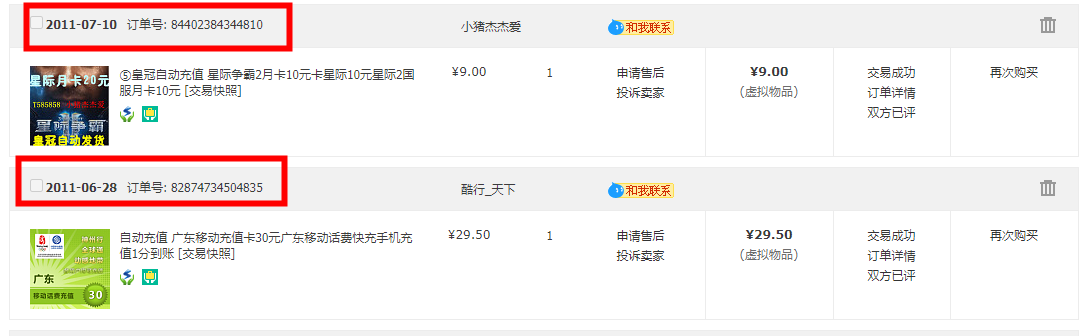 2011-07-10 订单号: 84402384344810
小猪杰杰爱
和我联系
星际月卡20元
星际争霸
皇冠自动发货
⑤皇冠自动充值 星际争霸2月卡10元卡星际10元星际2国
服月卡10元 [交易快照]
¥9.00
1
申请售后
投诉卖家
¥9.00
(虚拟物品)
交易成功
订单详情
双方已评
再次购买
2011-06-28 订单号: 82874734504835
酷行_天下
和我联系
神州行
全球通
动感地带
广东
移动话费充值 30
自动充值 广东移动充值卡30元广东移动话费快充手机充
值1分到账 [交易快照]
¥29.50
1
申请售后
投诉卖家
¥29.50
(虚拟物品)
交易成功
订单详情
双方已评
再次购买